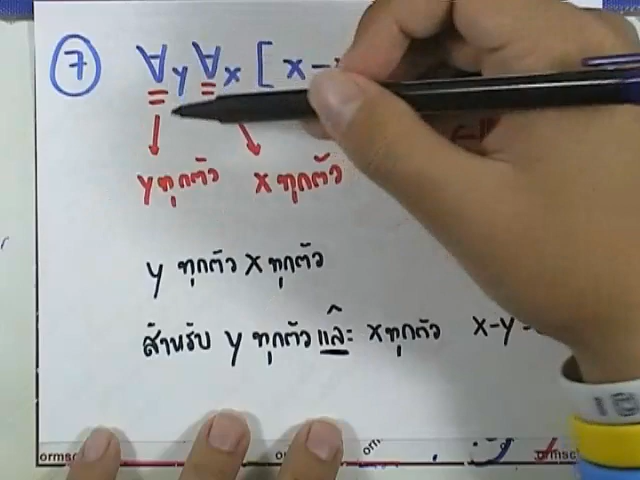 7 ∀y∀x [x-
y ทุกตัว x ทุกตัว
y ทุกตัว x ทุกตัว
สำหรับ y ทุกตัวและ x ทุกตัว x-y